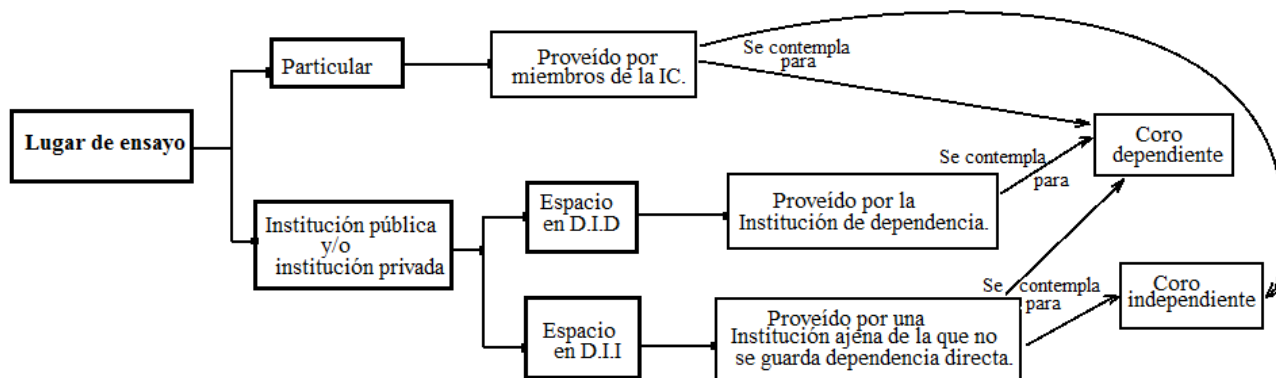 Lugar de ensayo
Particular
Proveído por
miembros de la IC.
Se contempla
para
Coro
dependiente
Institución pública
y/o
institución privada
Espacio
en D.I.D
Proveído por la
Institución de dependencia.
Se contempla
para
Espacio
en D.I.I
Proveído por una
Institución ajena de la que no
se guarda dependencia directa.
Se contempla
para
Coro
independiente